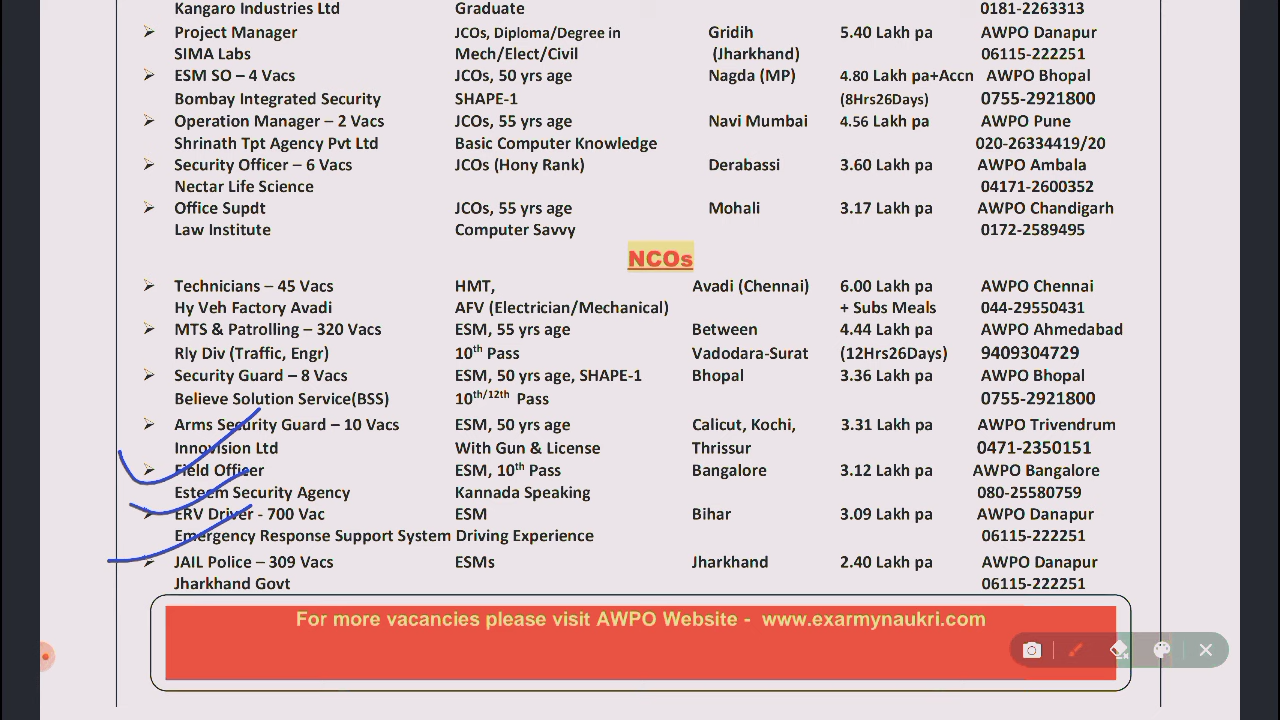 Kangaro Industries Ltd Graduate 0181-2263313
➢ Project Manager JCOs, Diploma/Degree in Gridih 5.40 Lakh pa AWPO Danapur
SIMA Labs Mech/Elect/Civil (Jharkhand) 06115-222251
➢ ESM SO – 4 Vacs JCOs, 50 yrs age Nagda (MP) 4.80 Lakh pa+Accn AWPO Bhopal
Bombay Integrated Security SHAPE-1 (8Hrs26Days) 0755-2921800
➢ Operation Manager – 2 Vacs JCOs, 55 yrs age Navi Mumbai 4.56 Lakh pa AWPO Pune
Shrinath Tpt Agency Pvt Ltd Basic Computer Knowledge 020-26334419/20
➢ Security Officer – 6 Vacs JCOs (Hony Rank) Derabassi 3.60 Lakh pa AWPO Ambala
Nectar Life Science 04171-2600352
➢ Office Supdt JCOs, 55 yrs age Mohali 3.17 Lakh pa AWPO Chandigarh
Law Institute Computer Savvy 0172-2589495
NCOs
➢ Technicians – 45 Vacs HMT, Avadi (Chennai) 6.00 Lakh pa AWPO Chennai
Hy Veh Factory Avadi AFV (Electrician/Mechanical) + Subs Meals 044-29550431
➢ MTS & Patrolling – 320 Vacs ESM, 55 yrs age Between 4.44 Lakh pa AWPO Ahmedabad
Rly Div (Traffic, Engr) 10th Pass Vadodara-Surat (12Hrs26Days) 9409304729
➢ Security Guard – 8 Vacs ESM, 50 yrs age, SHAPE-1 Bhopal 3.36 Lakh pa AWPO Bhopal
Believe Solution Service(BSS) 10th/12th Pass 0755-2921800
➢ Arms Security Guard – 10 Vacs ESM, 50 yrs age Calicut, Kochi, 3.31 Lakh pa AWPO Trivendrum
Innovision Ltd With Gun & License Thrissur 0471-2350151
➢ Field Officer ESM, 10th Pass Bangalore 3.12 Lakh pa AWPO Bangalore
Esteem Security Agency Kannada Speaking 080-25580759
➢ ERV Driver - 700 Vac ESM Bihar 3.09 Lakh pa AWPO Danapur
Emergency Response Support System Driving Experience 06115-222251
➢ JAIL Police – 309 Vacs ESMs Jharkhand 2.40 Lakh pa AWPO Danapur
Jharkhand Govt 06115-222251
For more vacancies please visit AWPO Website - www.exarmynaukri.com